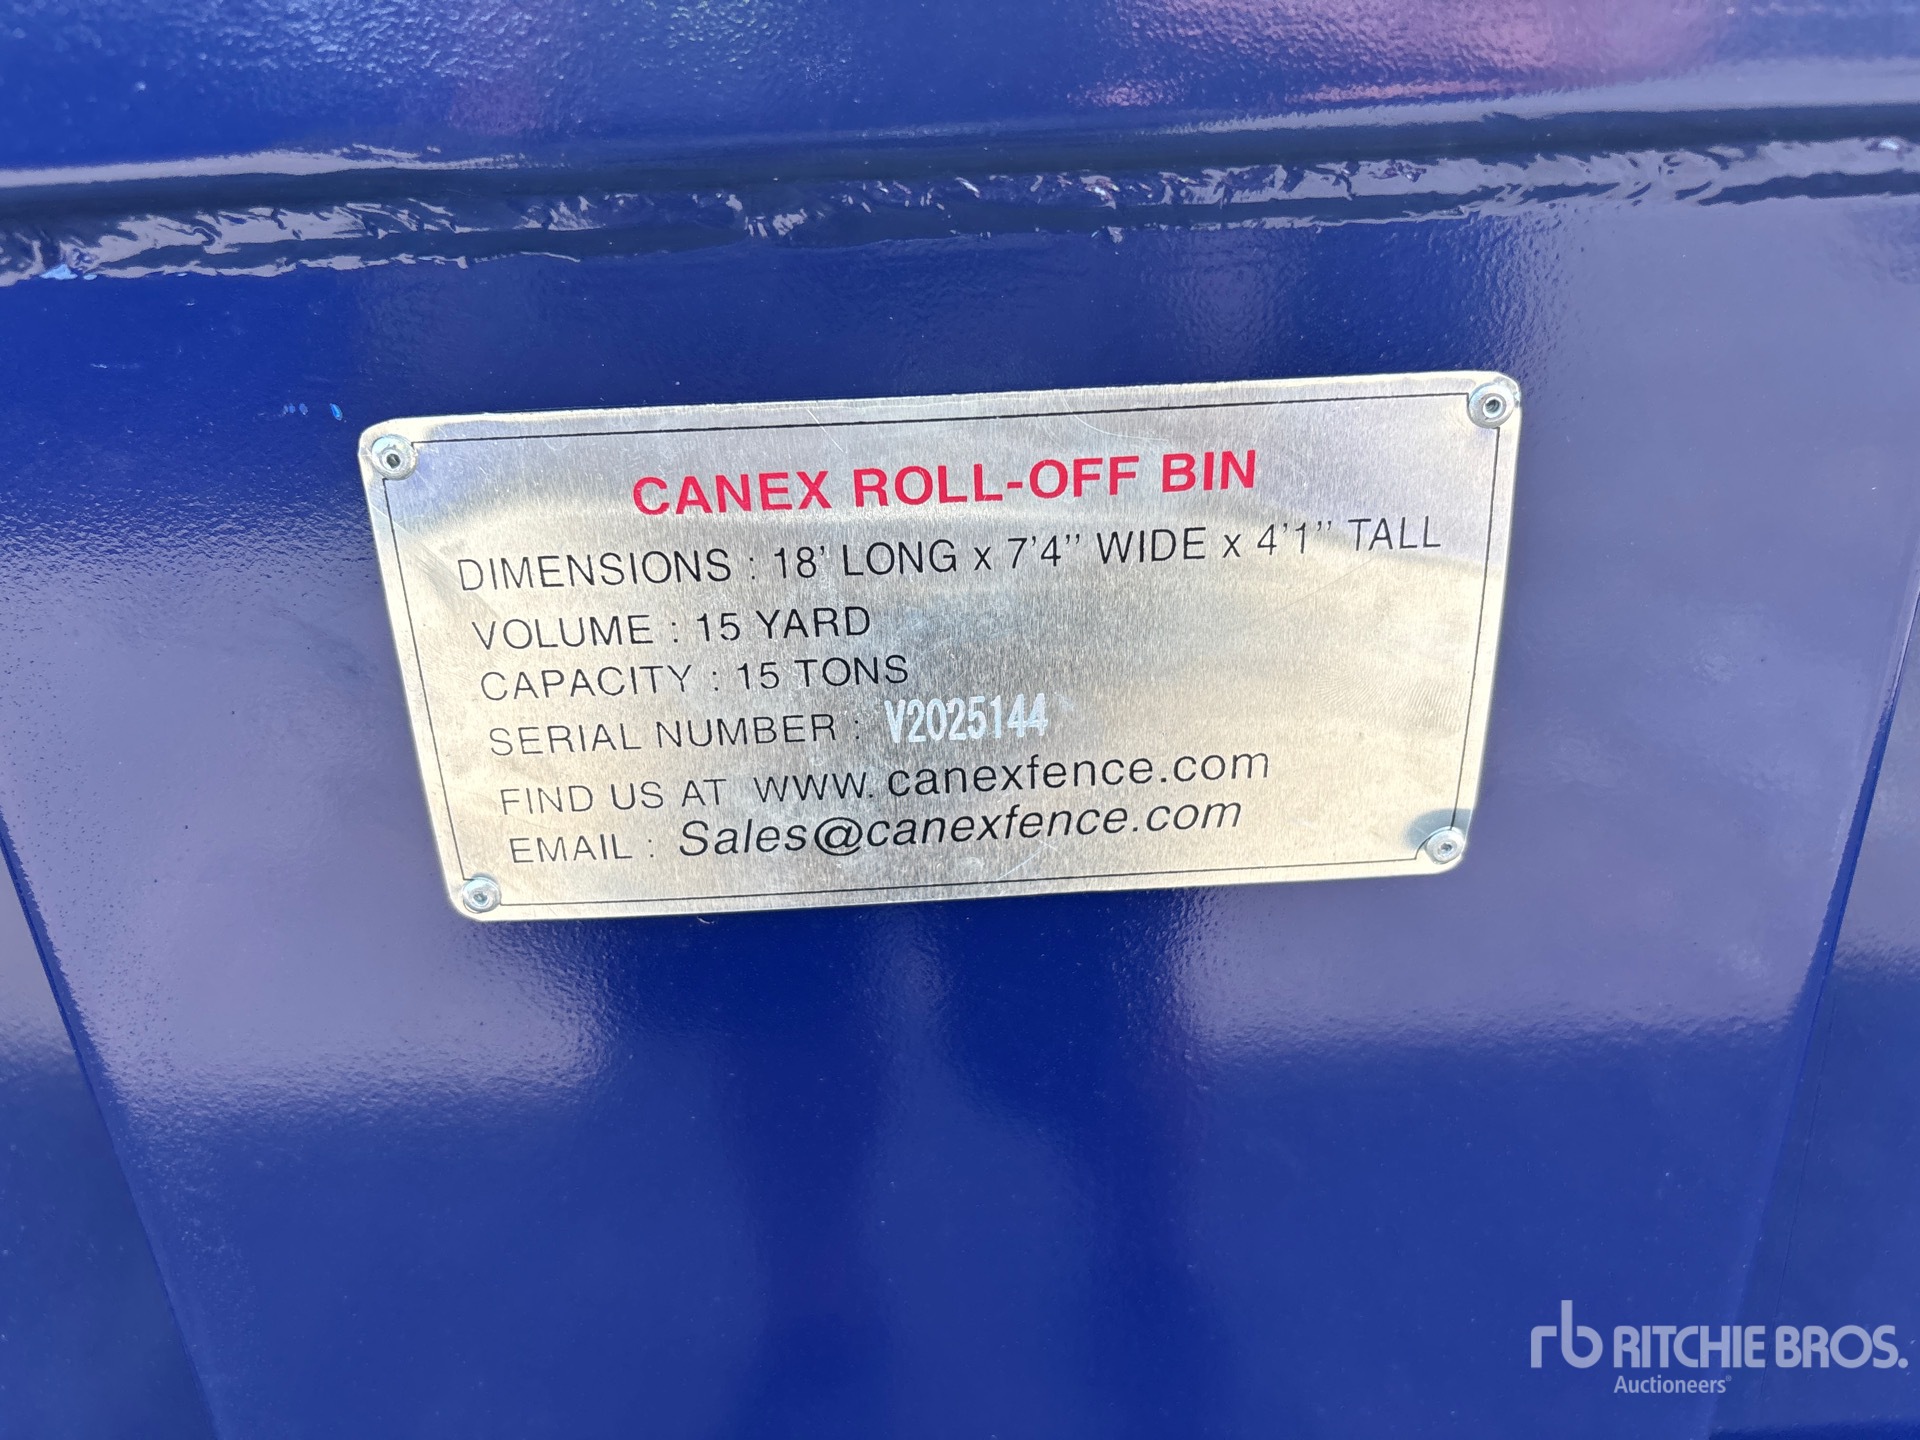 CANEX ROLL-OFF BIN
DIMENSIONS : 18' LONG x 7'4" WIDE x 4'1" TALL
VOLUME : 15 YARD
CAPACITY : 15 TONS
SERIAL NUMBER : V2025144
FIND US AT www. canexfence.com
EMAIL : Sales@canexfence.com
rb RITCHIE BROS.
Auctioneers